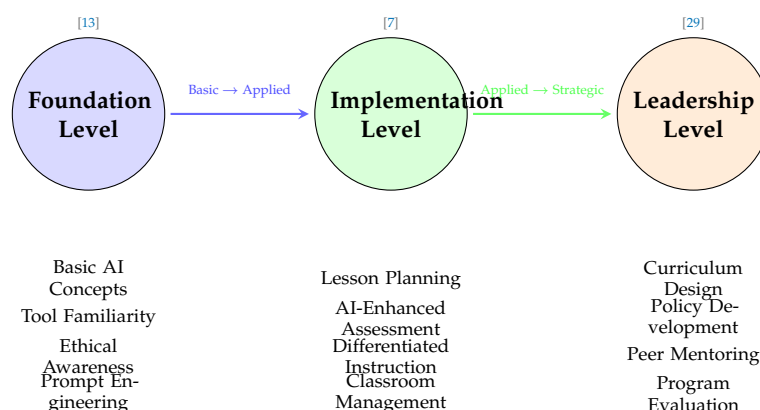 [13]
[7]
[29]
Foundation
Level
Basic → Applied
Implementation
Level
Applied → Strategic
Leadership
Level
Basic AI
Concepts
Tool Familiarity
Ethical
Awareness
Prompt En-
gineering
Lesson Planning
AI-Enhanced
Assessment
Differentiated
Instruction
Classroom
Management
Curriculum
Design
Policy De-
velopment
Peer Mentoring
Program
Evaluation